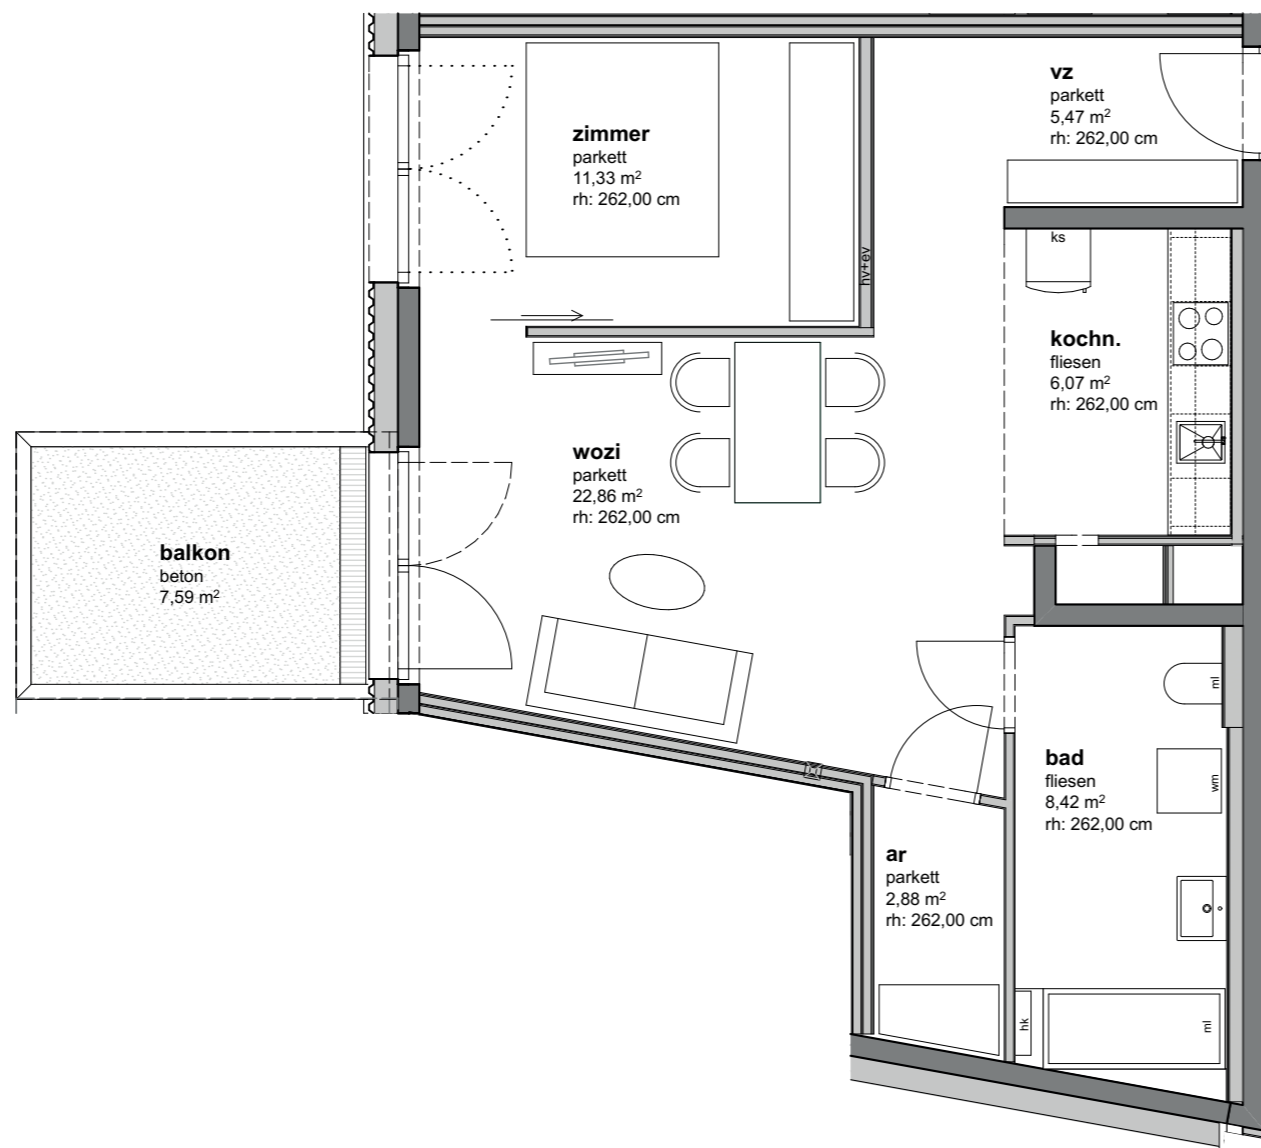 vz
parkett
5,47 m²
rh: 262,00 cm
zimmer
parkett
11,33 m²
rh: 262,00 cm
hv+ev
ks
kochn.
fliesen
6,07 m²
rh: 262,00 cm
wozi
parkett
22,86 m²
rh: 262,00 cm
balkon
beton
7,59 m²
ml
bad
fliesen
8,42 m²
rh: 262,00 cm
wm
ar
parkett
2,88 m²
rh: 262,00 cm
hk
ml